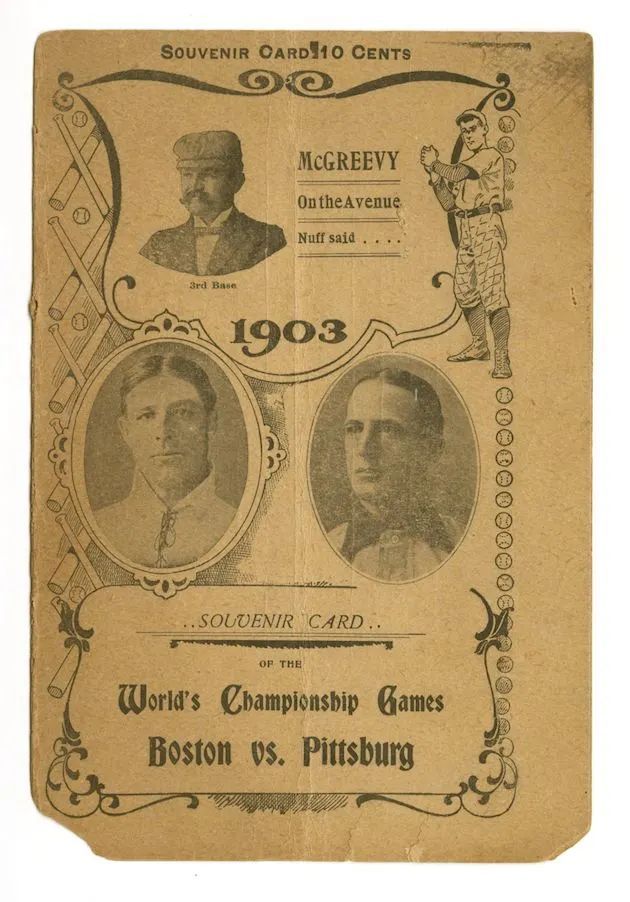 SOUVENIR CARD 10 CENTS
McGREEVY
On the Avenue
Nuff said . . . .
3rd Base
1903
..SOUVENIR CARD..
OF THE
World's Championship Games
Boston vs. Pittsburg